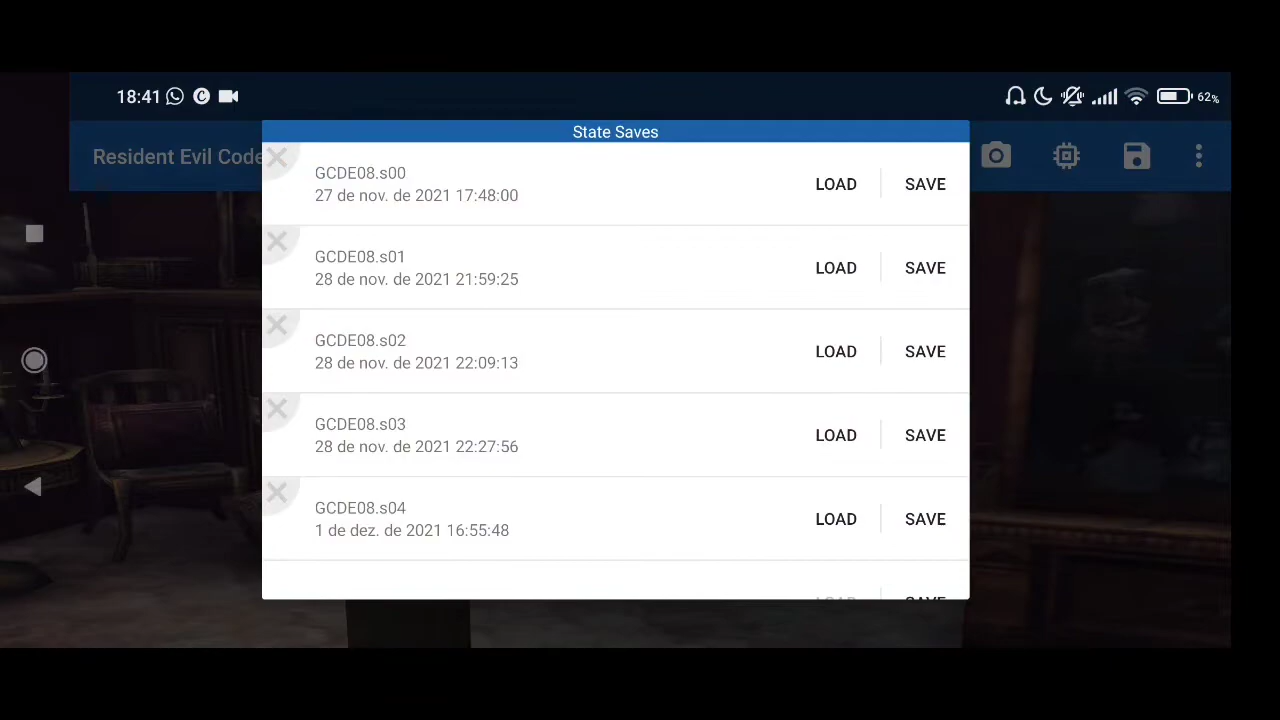 18:41
62%
State Saves
Resident Evil Code
GCDE08.s00
27 de nov. de 2021 17:48:00
LOAD
SAVE
GCDE08.s01
28 de nov. de 2021 21:59:25
LOAD
SAVE
GCDE08.s02
28 de nov. de 2021 22:09:13
LOAD
SAVE
GCDE08.s03
28 de nov. de 2021 22:27:56
LOAD
SAVE
GCDE08.s04
1 de dez. de 2021 16:55:48
LOAD
SAVE
LOAD
SAVE